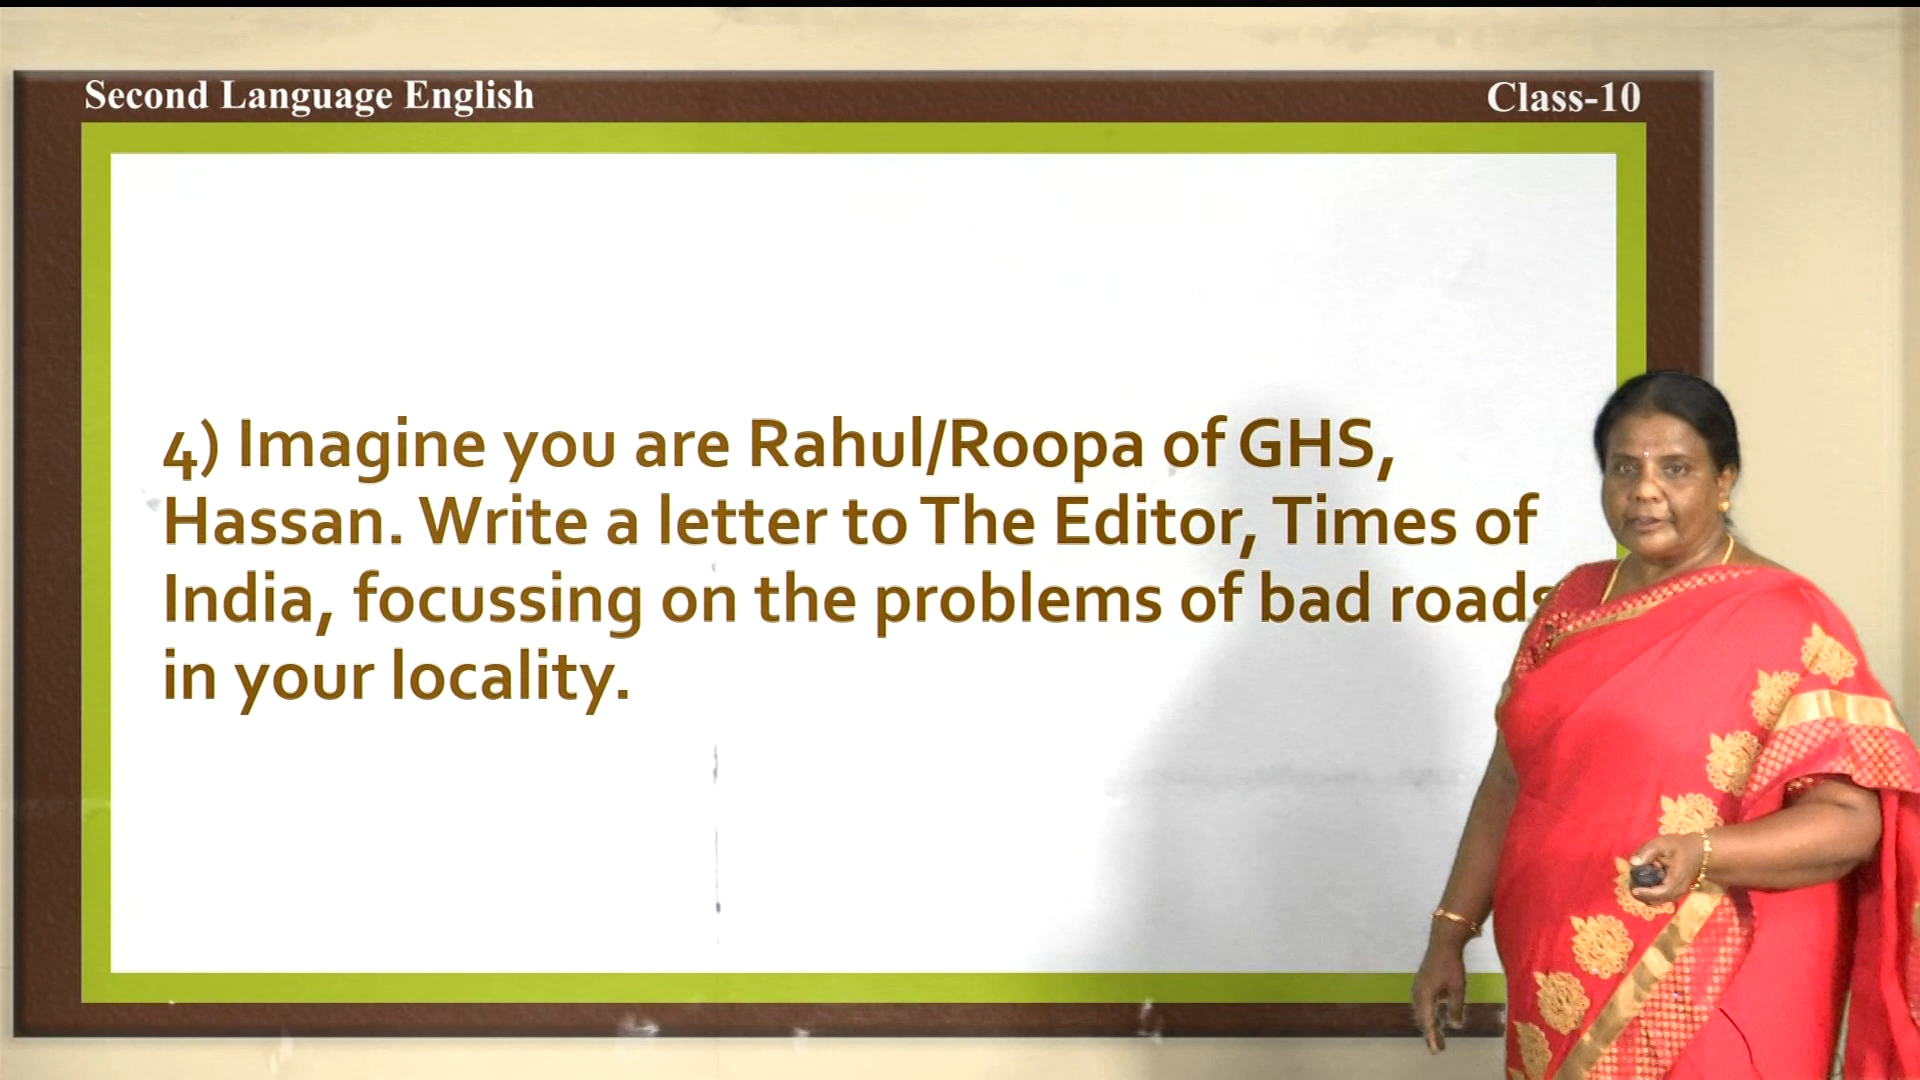 Second Language English
Class-10
4) Imagine you are Rahul/Roopa of GHS,
Hassan. Write a letter to The Editor, Times of
India, focussing on the problems of bad roads
in your locality.